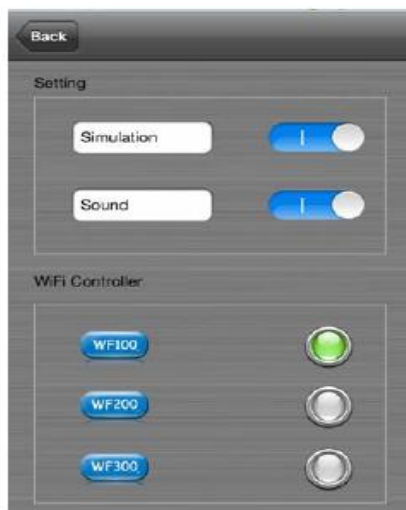 Back
Setting
Simulation
Sound
WiFi Controller
WF100
WF200
WF300